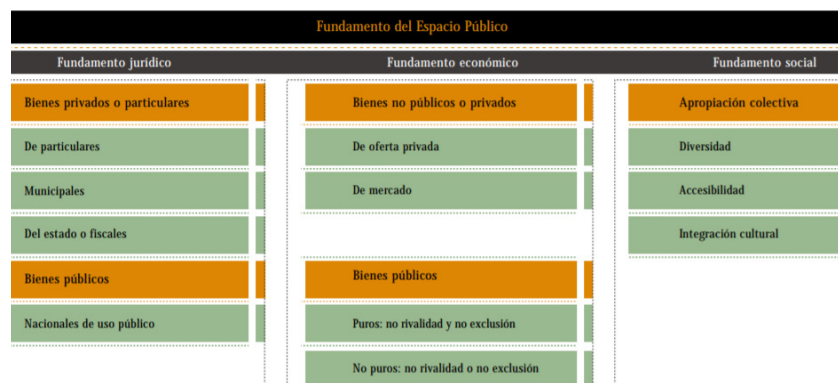 Fundamento del Espacio Público
Fundamento jurídico
Bienes privados o particulares
De particulares
Municipales
Del estado o fiscales
Bienes públicos
Nacionales de uso público
Fundamento económico
Bienes no públicos o privados
De oferta privada
De mercado
Bienes públicos
Puros: no rivalidad y no exclusión
No puros: no rivalidad o no exclusión
Fundamento social
Apropiación colectiva
Diversidad
Accesibilidad
Integración cultural